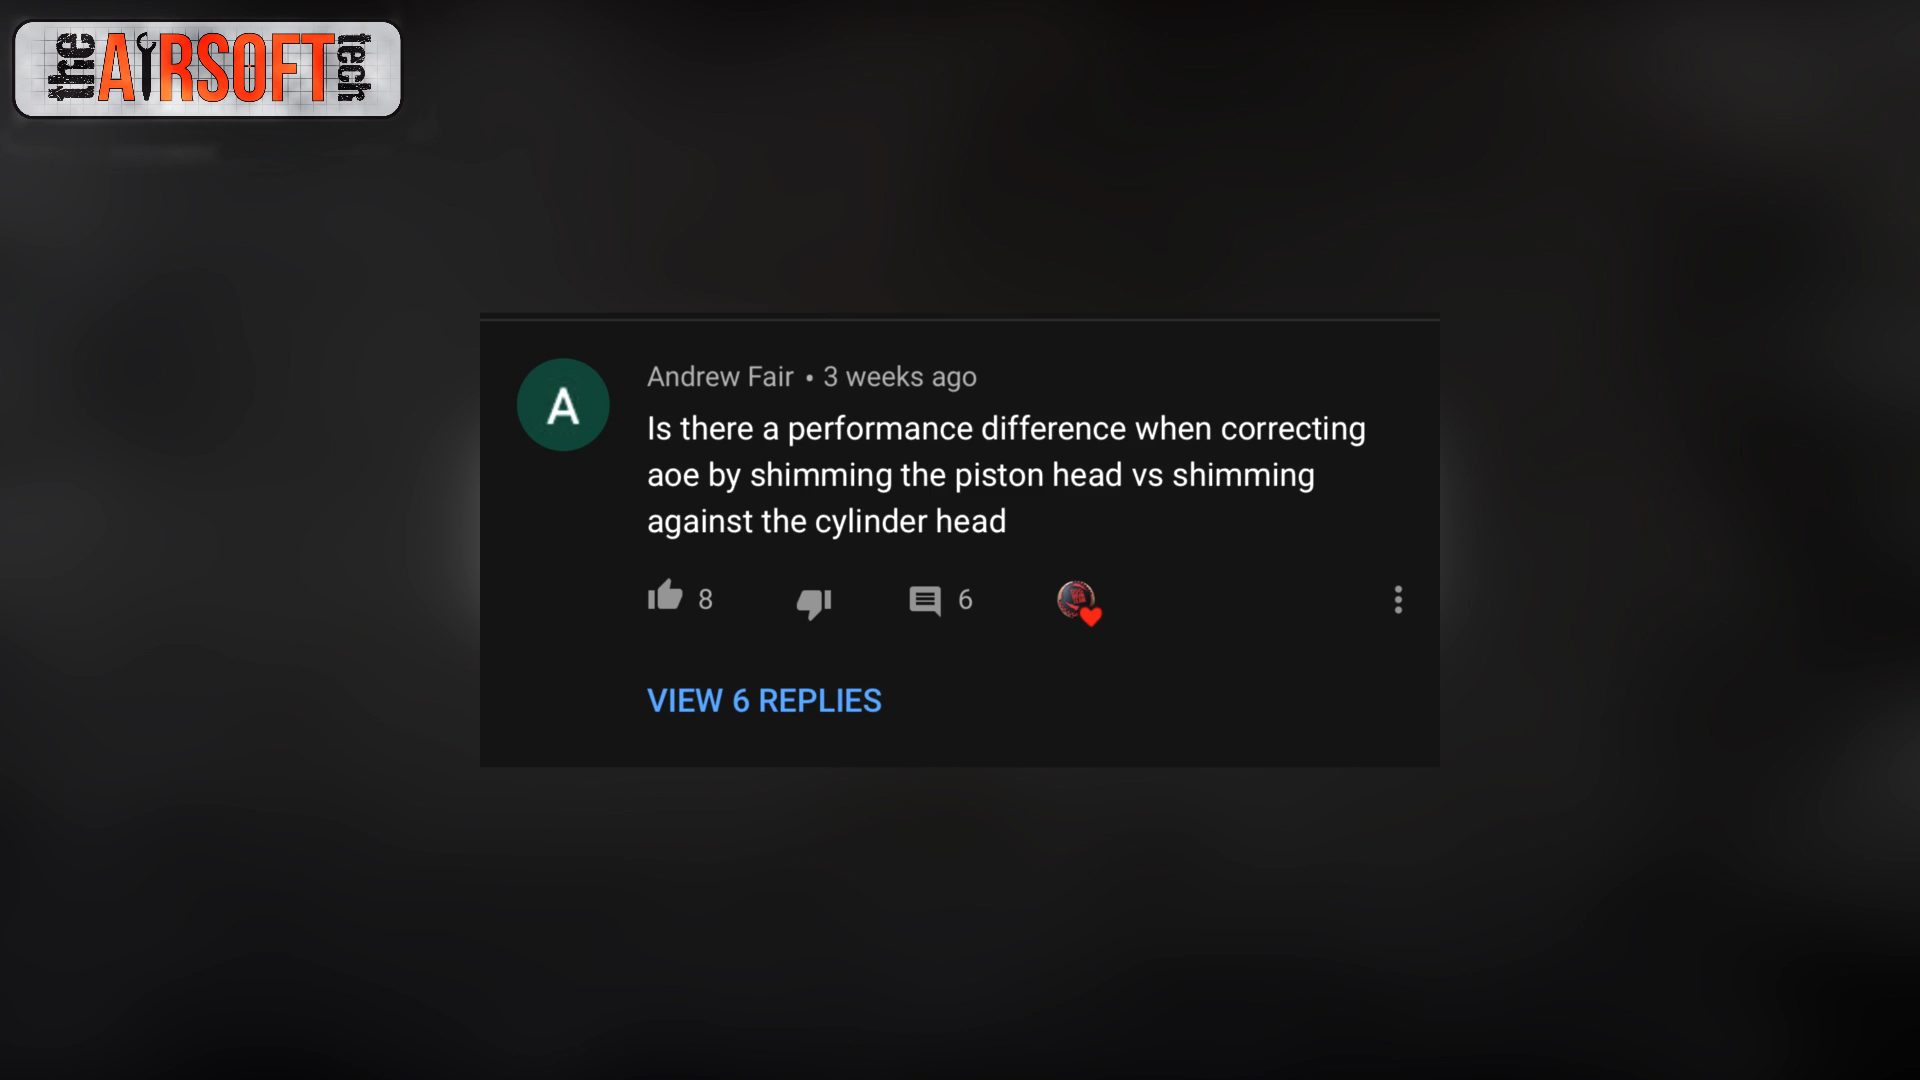 the AiRSOFT tech
A
Andrew Fair • 3 weeks ago
Is there a performance difference when correcting
aoe by shimming the piston head vs shimming
against the cylinder head
8
6
VIEW 6 REPLIES